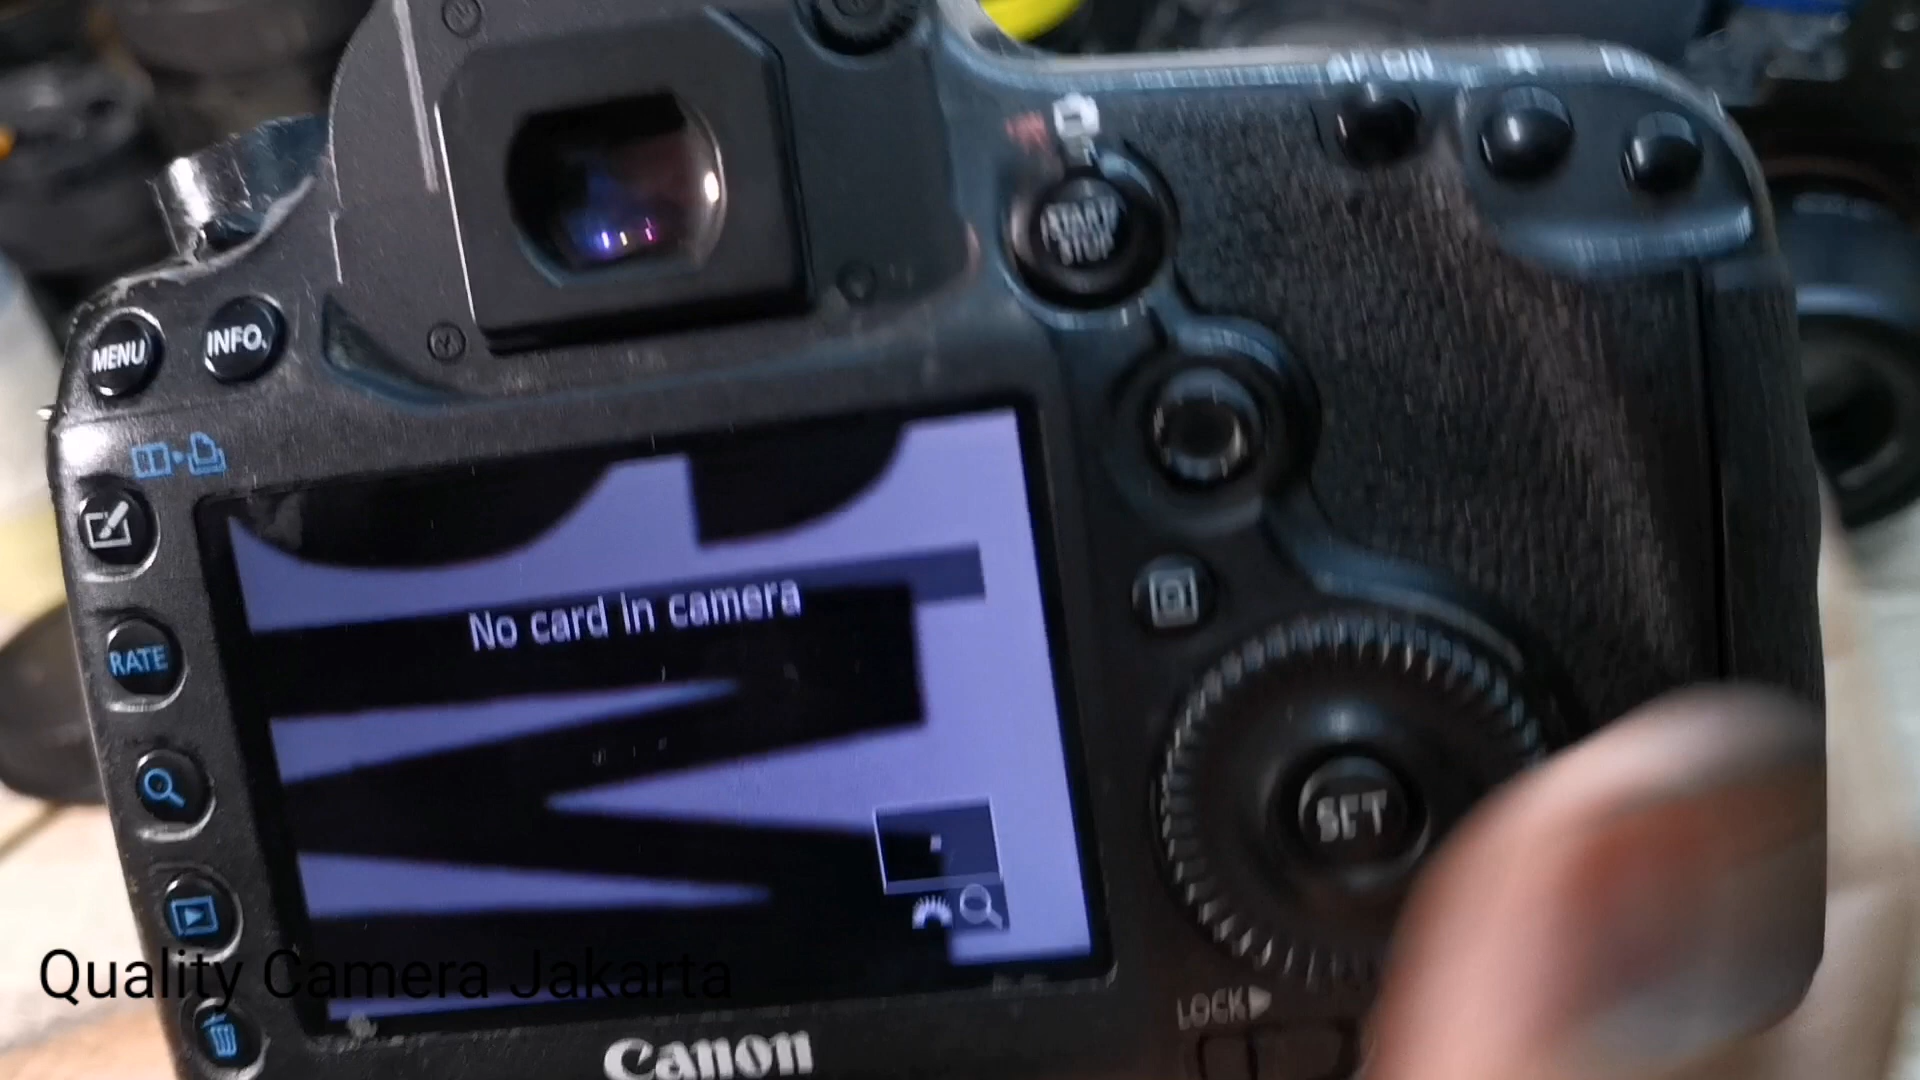 AF-ON
START
STOP
MENU
INFO.
RATE
No card in camera
SET
Quality Camera Jakarta
LOCK
Canon